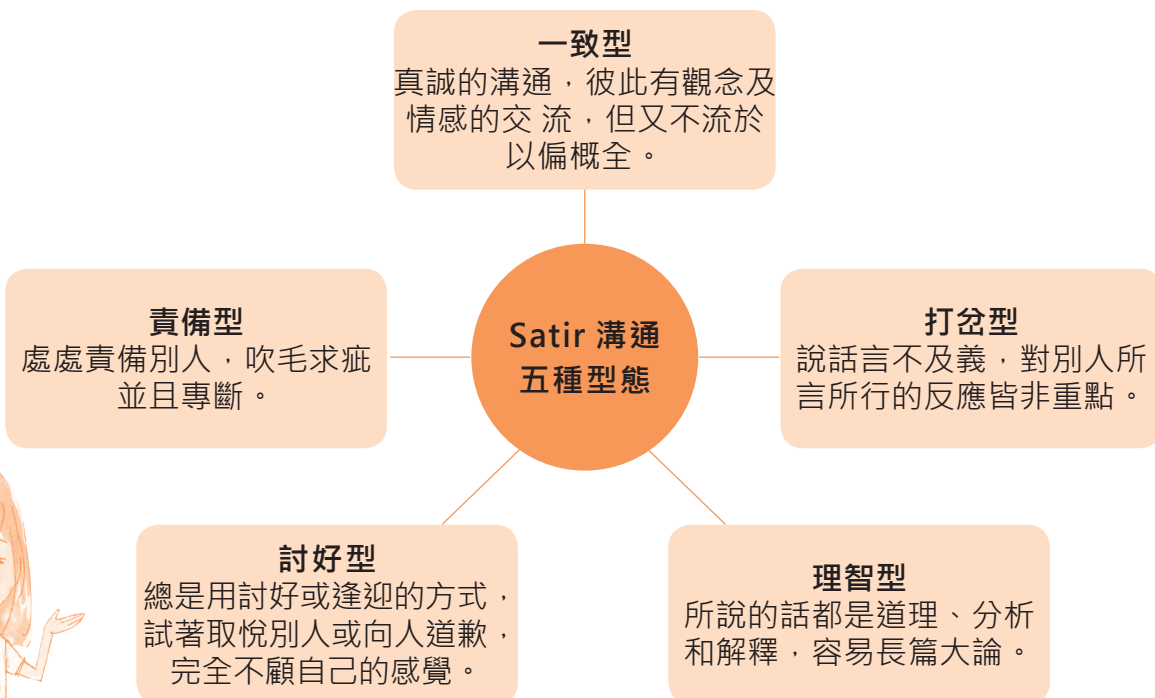 一致型
真誠的溝通，彼此有觀念及
情感的交 流，但又不流於
以偏概全。
責備型
處處責備別人，吹毛求疵
並且專斷。
Satir 溝通
五種型態
打岔型
說話言不及義，對別人所
言所行的反應皆非重點。
討好型
總是用討好或逢迎的方式，
試著取悅別人或向人道歉，
完全不顧自己的感覺。
理智型
所說的話都是道理、分析
和解釋，容易長篇大論。